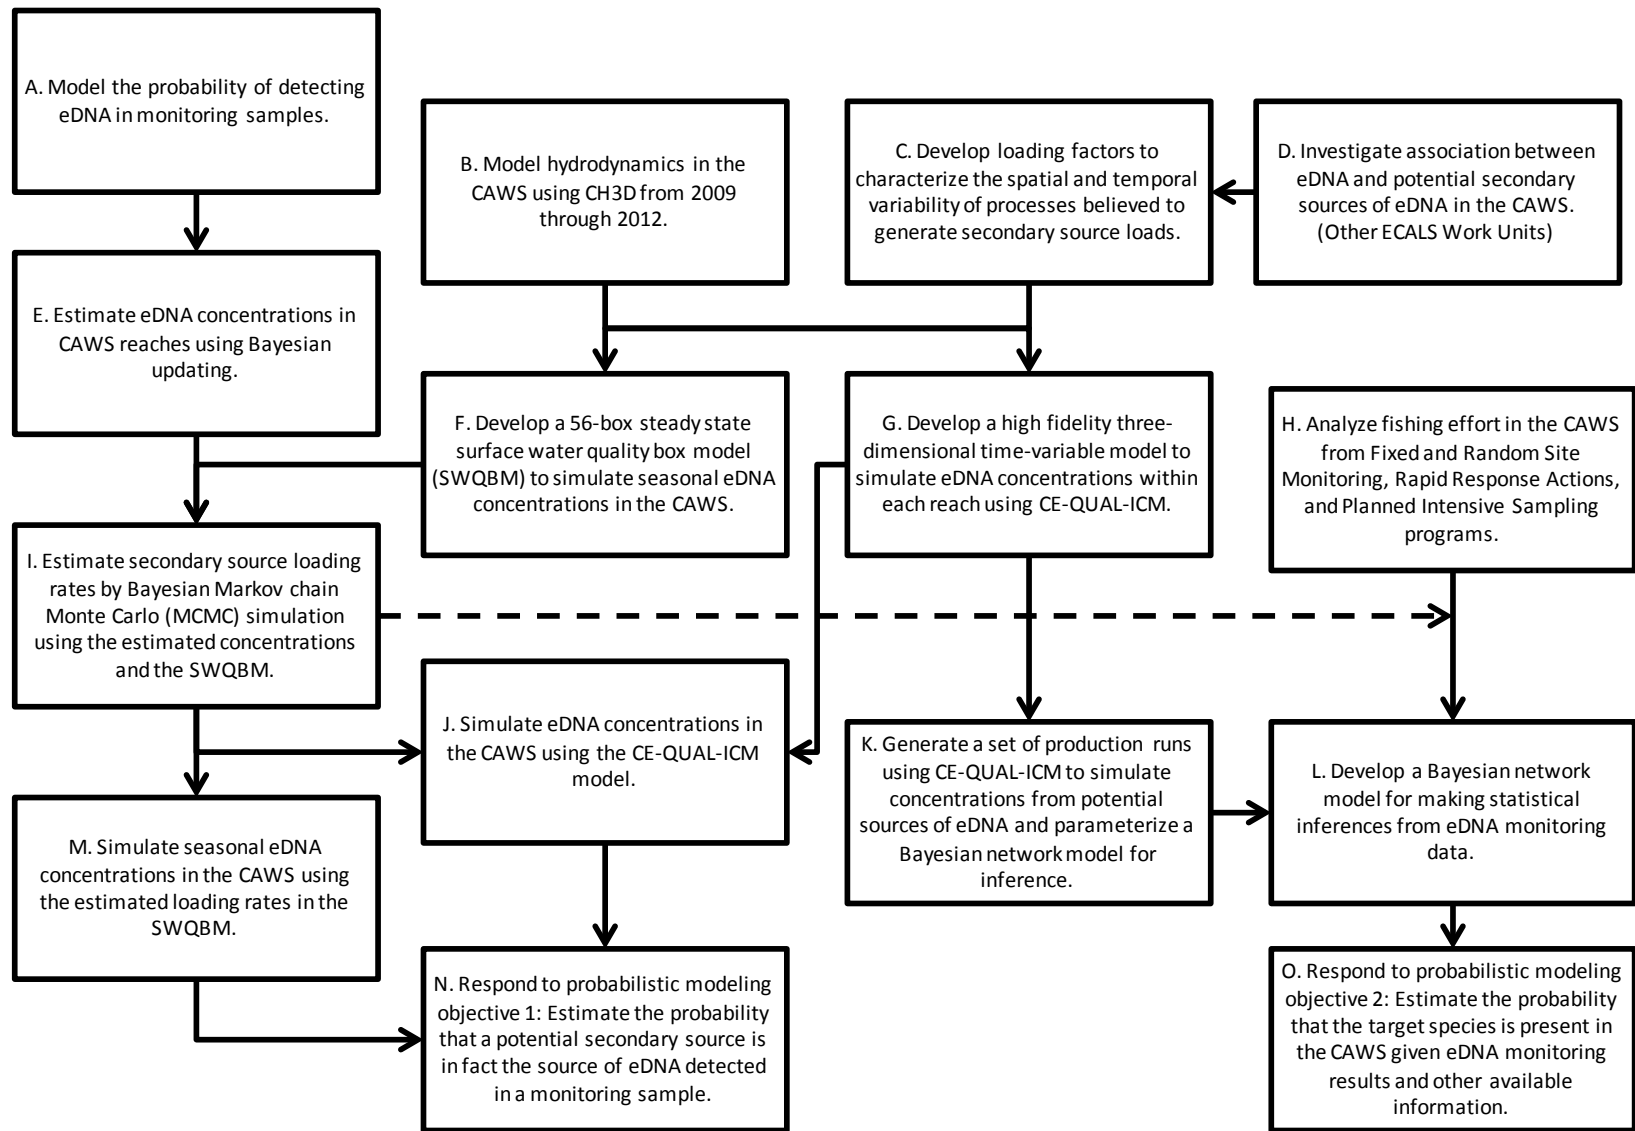 A. Model the probability of detecting
eDNA in monitoring samples.
B. Model hydrodynamics in the
CAWS using CH3D from 2009
through 2012.
C. Develop loading factors to
characterize the spatial and temporal
variability of processes believed to
generate secondary source loads.
D. Investigate association between
eDNA and potential secondary
sources of eDNA in the CAWS.
(Other ECALS Work Units)
E. Estimate eDNA concentrations in
CAWS reaches using Bayesian
updating.
F. Develop a 56-box steady state
surface water quality box model
(SWQBM) to simulate seasonal eDNA
concentrations in the CAWS.
G. Develop a high fidelity three-
dimensional time-variable model to
simulate eDNA concentrations within
each reach using CE-QUAL-ICM.
H. Analyze fishing effort in the CAWS
from Fixed and Random Site
Monitoring, Rapid Response Actions,
and Planned Intensive Sampling
programs.
I. Estimate secondary source loading
rates by Bayesian Markov chain
Monte Carlo (MCMC) simulation
using the estimated concentrations
and the SWQBM.
J. Simulate eDNA concentrations in
the CAWS using the CE-QUAL-ICM
model.
K. Generate a set of production runs
using CE-QUAL-ICM to simulate
concentrations from potential
sources of eDNA and parameterize a
Bayesian network model for
inference.
L. Develop a Bayesian network
model for making statistical
inferences from eDNA monitoring
data.
M. Simulate seasonal eDNA
concentrations in the CAWS using
the estimated loading rates in the
SWQBM.
N. Respond to probabilistic modeling
objective 1: Estimate the probability
that a potential secondary source is
in fact the source of eDNA detected
in a monitoring sample.
O. Respond to probabilistic modeling
objective 2: Estimate the probability
that the target species is present in
the CAWS given eDNA monitoring
results and other available
information.